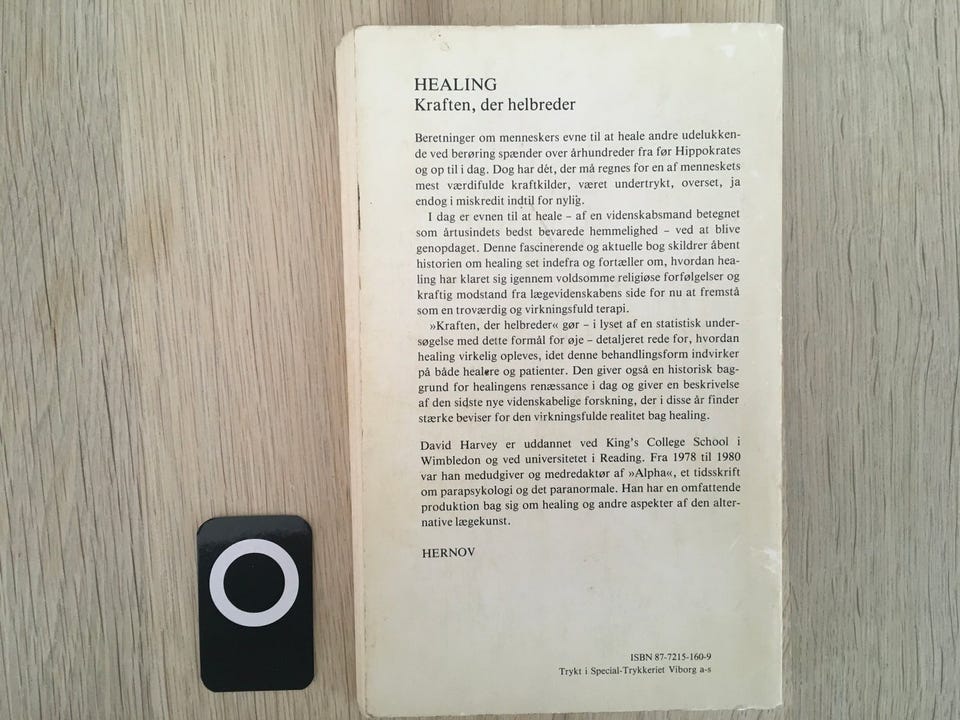 HEALING
Kraften, der helbreder
Beretninger om menneskers evne til at heale andre udelukken-
de ved berøring spænder over århundreder fra før Hippokrates
og op til i dag. Dog har dét, der må regnes for en af menneskets
mest værdifulde kraftkilder, været undertrykt, overset, ja
endog i miskredit indtil for nylig.
I dag er evnen til at heale – af en videnskabsmand betegnet
som årtusindets bedst bevarede hemmelighed – ved at blive
genopdaget. Denne fascinerende og aktuelle bog skildrer åbent
historien om healing set indefra og fortæller om, hvordan hea-
ling har klaret sig igennem voldsomme religiøse forfølgelser og
kraftig modstand fra lægevidenskabens side for nu at fremstå
som en troværdig og virkningsfuld terapi.
»Kraften, der helbreder« gør – i lyset af en statistisk under-
søgelse med dette formål for øje – detaljeret rede for, hvordan
healing virkelig opleves, idet denne behandlingsform indvirker
på både healere og patienter. Den giver også en historisk bag-
grund for healingens renæssance i dag og giver en beskrivelse
af den sidste nye videnskabelige forskning, der i disse år finder
stærke beviser for den virkningsfulde realitet bag healing.
David Harvey er uddannet ved King's College School i
Wimbledon og ved universitetet i Reading. Fra 1978 til 1980
var han medudgiver og medredaktør af »Alpha«, et tidsskrift
om parapsykologi og det paranormale. Han har en omfattende
produktion bag sig om healing og andre aspekter af den alter-
native lægekunst.
HERNOV
ISBN 87-7215-160-9
Trykt i Special-Trykkeriet Viborg a-s